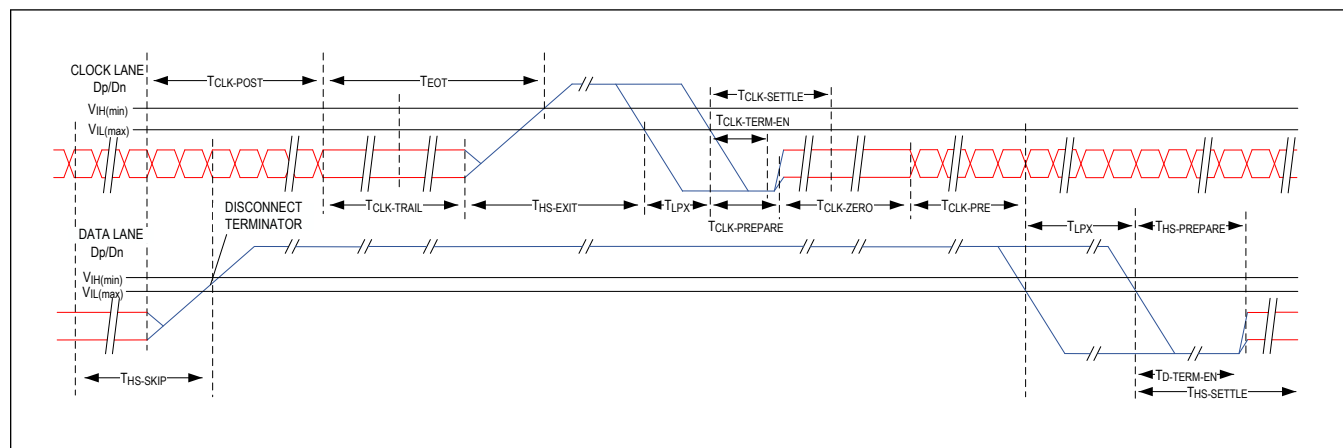 CLOCK LANE
Dp/Dn
TCLK-POST
TEOT
TCLK-SETTLE
VIH(min)
TCLK-TERM-EN
VIL(max)
TCLK-TRAIL
THS-EXIT
TLPX
TCLK-PREPARE
TCLK-ZERO
TCLK-PRE
DISCONNECT
TERMINATOR
TLPX
THS-PREPARE
DATA LANE
Dp/Dn
VIH(min)
VIL(max)
THS-SKIP
TD-TERM-EN
THS-SETTLE